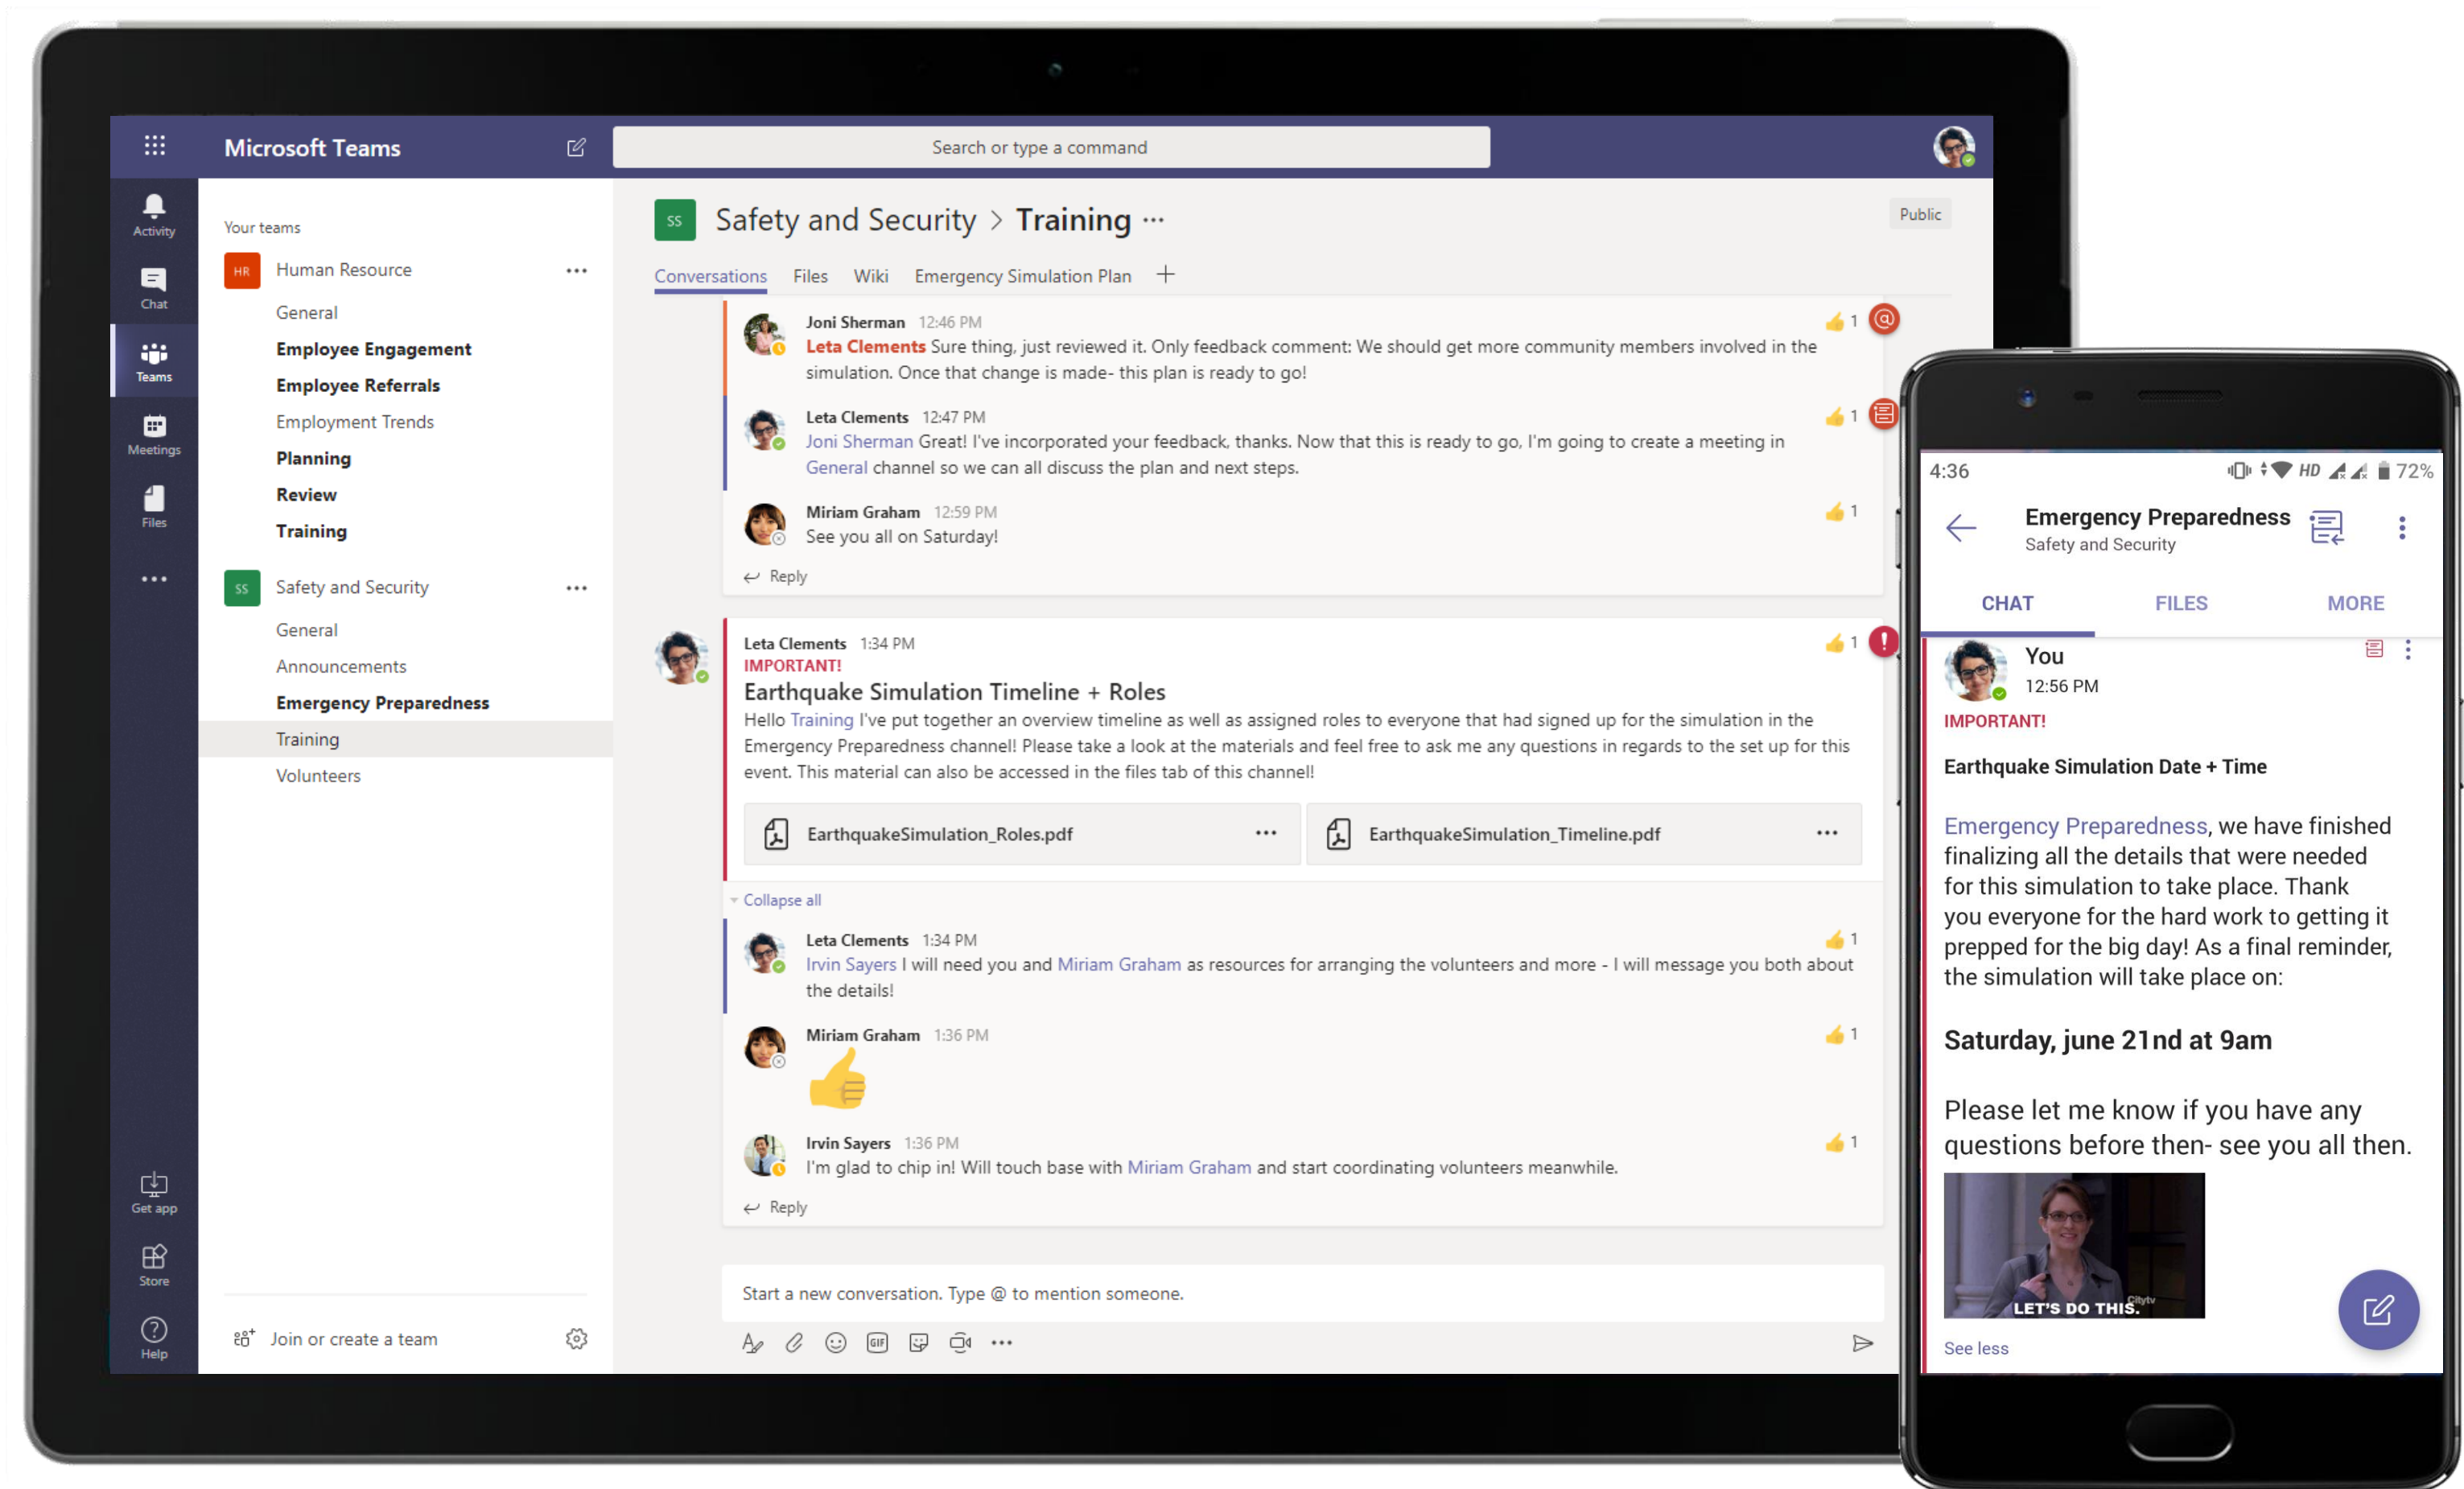 Microsoft Teams
Search or type a command
Activity
Chat
Teams
Meetings
Files
Get app
Store
Help
Your teams
HR Human Resource
General
Employee Engagement
Employee Referrals
Employment Trends
Planning
Review
Training
SS Safety and Security
General
Announcements
Emergency Preparedness
Training
Volunteers
Join or create a team
SS Safety and Security > Training
Public
Conversations Files Wiki Emergency Simulation Plan +
Joni Sherman 12:46 PM 1 @
Leta Clements Sure thing, just reviewed it. Only feedback comment: We should get more community members involved in the
simulation. Once that change is made- this plan is ready to go!
Leta Clements 12:47 PM 1
Joni Sherman Great! I've incorporated your feedback, thanks. Now that this is ready to go, I'm going to create a meeting in
General channel so we can all discuss the plan and next steps.
Miriam Graham 12:59 PM 1
See you all on Saturday!
Reply
Leta Clements 1:34 PM 1 !
IMPORTANT!
Earthquake Simulation Timeline + Roles
Hello Training I've put together an overview timeline as well as assigned roles to everyone that had signed up for the simulation in the
Emergency Preparedness channel! Please take a look at the materials and feel free to ask me any questions in regards to the set up for this
event. This material can also be accessed in the files tab of this channel!
EarthquakeSimulation_Roles.pdf EarthquakeSimulation_Timeline.pdf
Collapse all
Leta Clements 1:34 PM 1
Irvin Sayers I will need you and Miriam Graham as resources for arranging the volunteers and more - I will message you both about
the details!
Miriam Graham 1:36 PM 1
Irvin Sayers 1:36 PM 1
I'm glad to chip in! Will touch base with Miriam Graham and start coordinating volunteers meanwhile.
Reply
Start a new conversation. Type @ to mention someone.
GIF
4:36 HD 72%
Emergency Preparedness
Safety and Security
CHAT FILES MORE
You
12:56 PM
IMPORTANT!
Earthquake Simulation Date + Time
Emergency Preparedness, we have finished
finalizing all the details that were needed
for this simulation to take place. Thank
you everyone for the hard work to getting it
prepped for the big day! As a final reminder,
the simulation will take place on:
Saturday, june 21nd at 9am
Please let me know if you have any
questions before then- see you all then.
Citytv
LET'S DO THIS.
See less